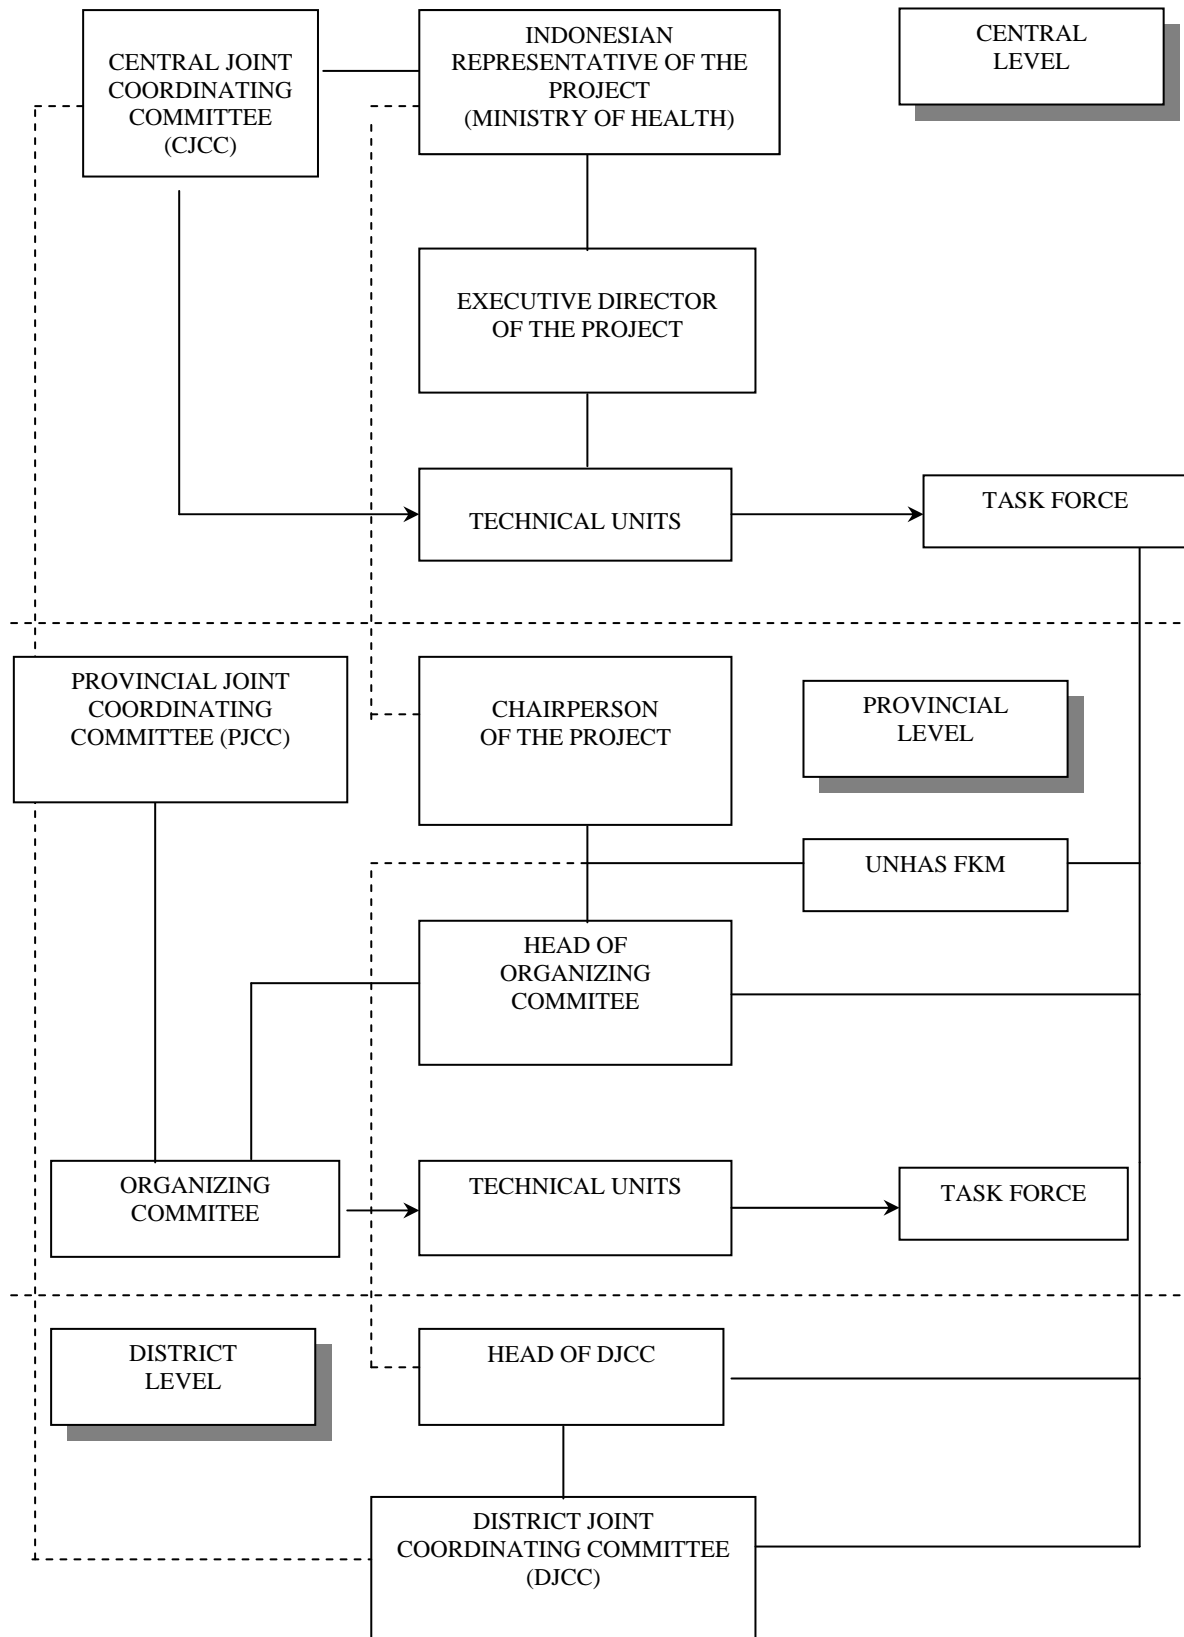 CENTRAL JOINT
COORDINATING
COMMITTEE
(CJCC)
INDONESIAN
REPRESENTATIVE OF THE
PROJECT
(MINISTRY OF HEALTH)
CENTRAL
LEVEL
EXECUTIVE DIRECTOR
OF THE PROJECT
TECHNICAL UNITS
TASK FORCE
PROVINCIAL JOINT
COORDINATING
COMMITTEE (PJCC)
CHAIRPERSON
OF THE PROJECT
PROVINCIAL
LEVEL
UNHAS FKM
HEAD OF
ORGANIZING
COMMITEE
ORGANIZING
COMMITEE
TECHNICAL UNITS
TASK FORCE
DISTRICT
LEVEL
HEAD OF DJCC
DISTRICT JOINT
COORDINATING COMMITTEE
(DJCC)